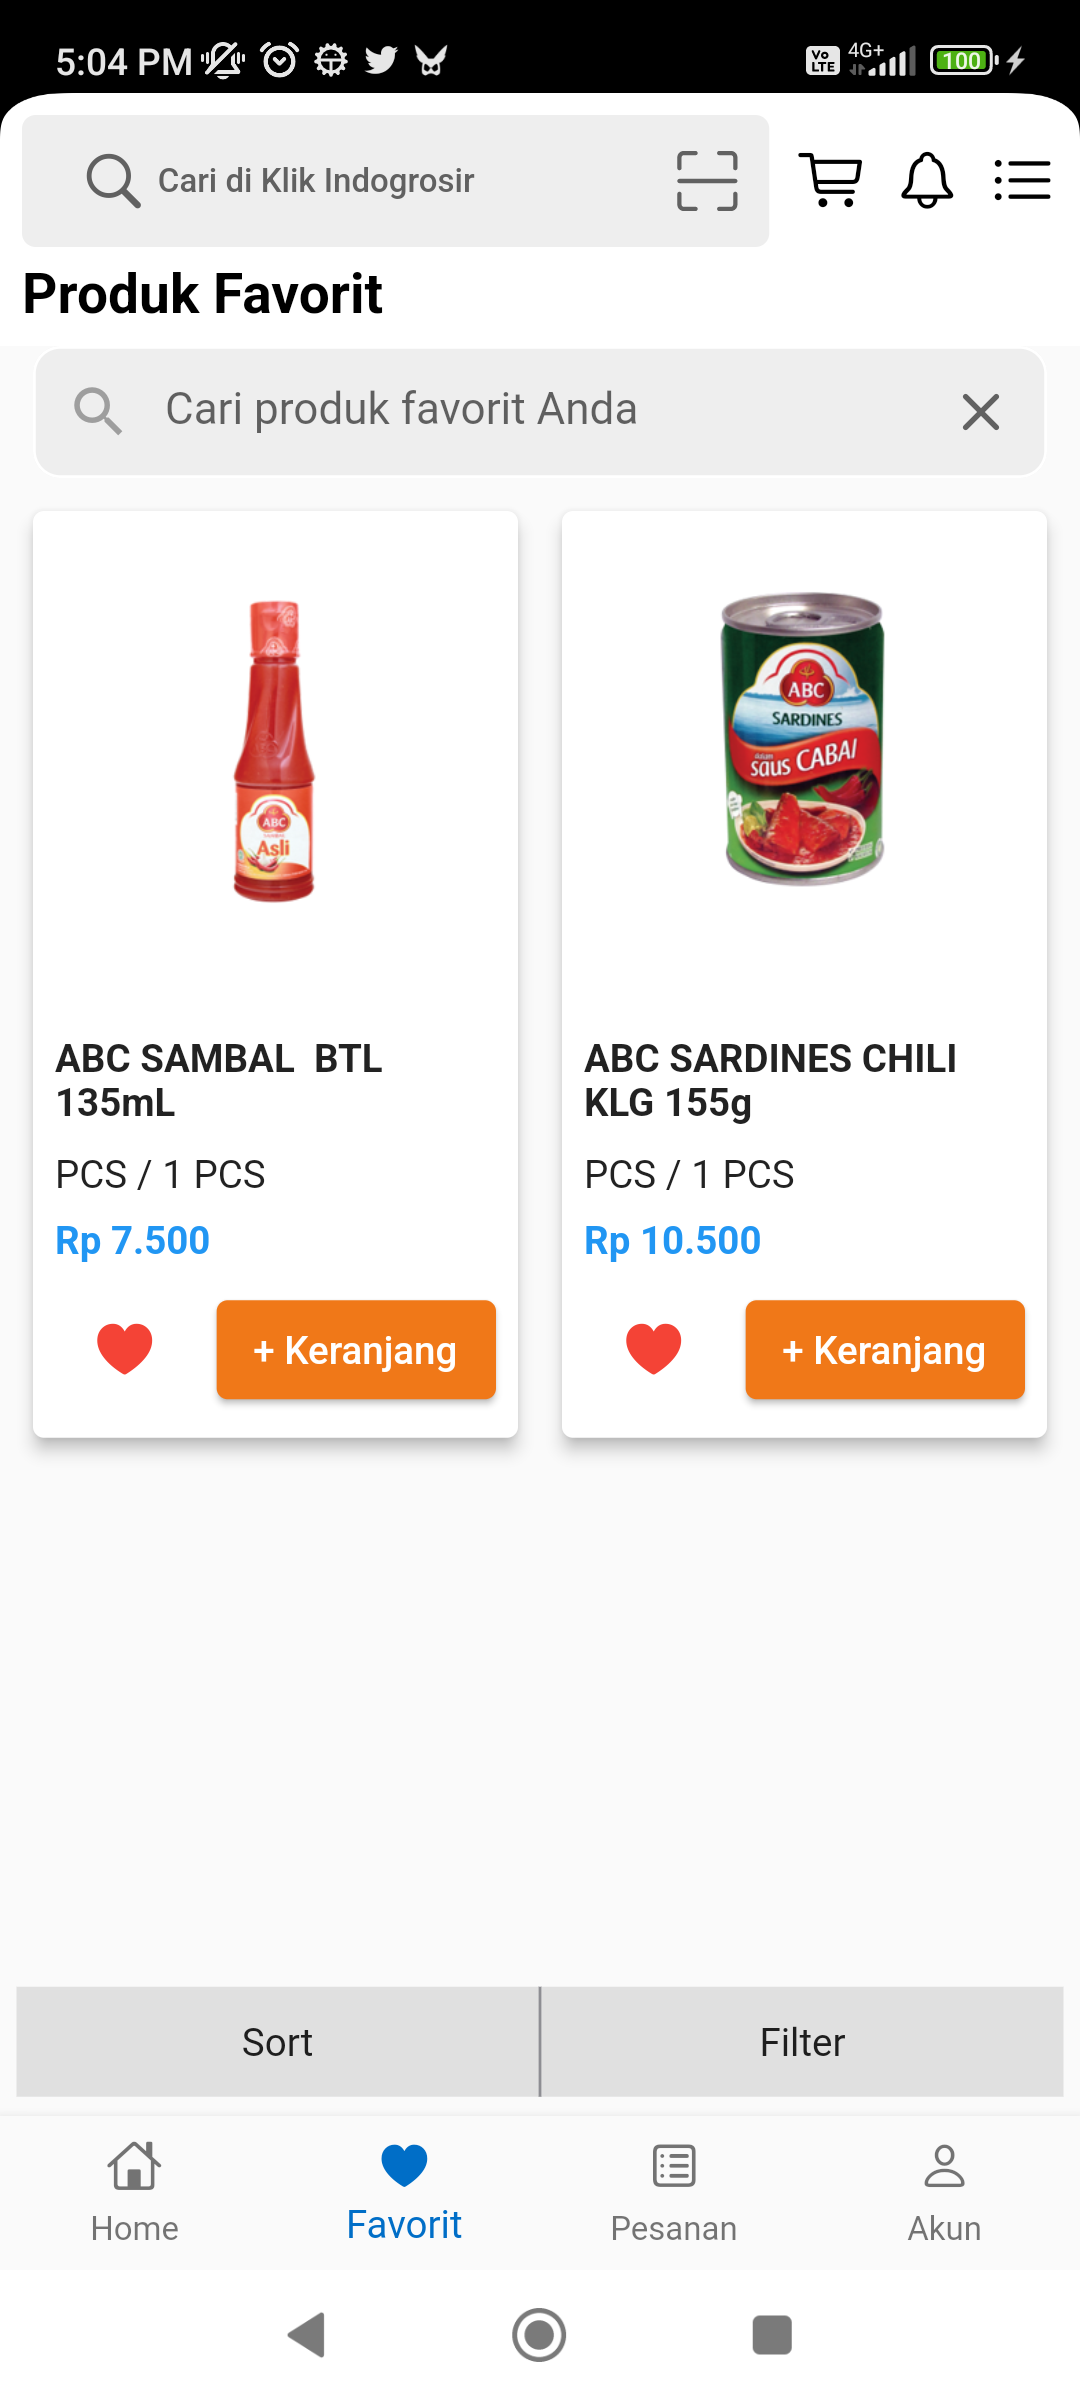 5:04 PM
Vo LTE
4G+
100
Cari di Klik Indogrosir
Produk Favorit
Cari produk favorit Anda
ABC
Asli
ABC
SARDINES
dalam
saus CABAI
ABC SAMBAL  BTL
135mL
PCS / 1 PCS
Rp 7.500
+ Keranjang
ABC SARDINES CHILI
KLG 155g
PCS / 1 PCS
Rp 10.500
+ Keranjang
Sort
Filter
Home
Favorit
Pesanan
Akun